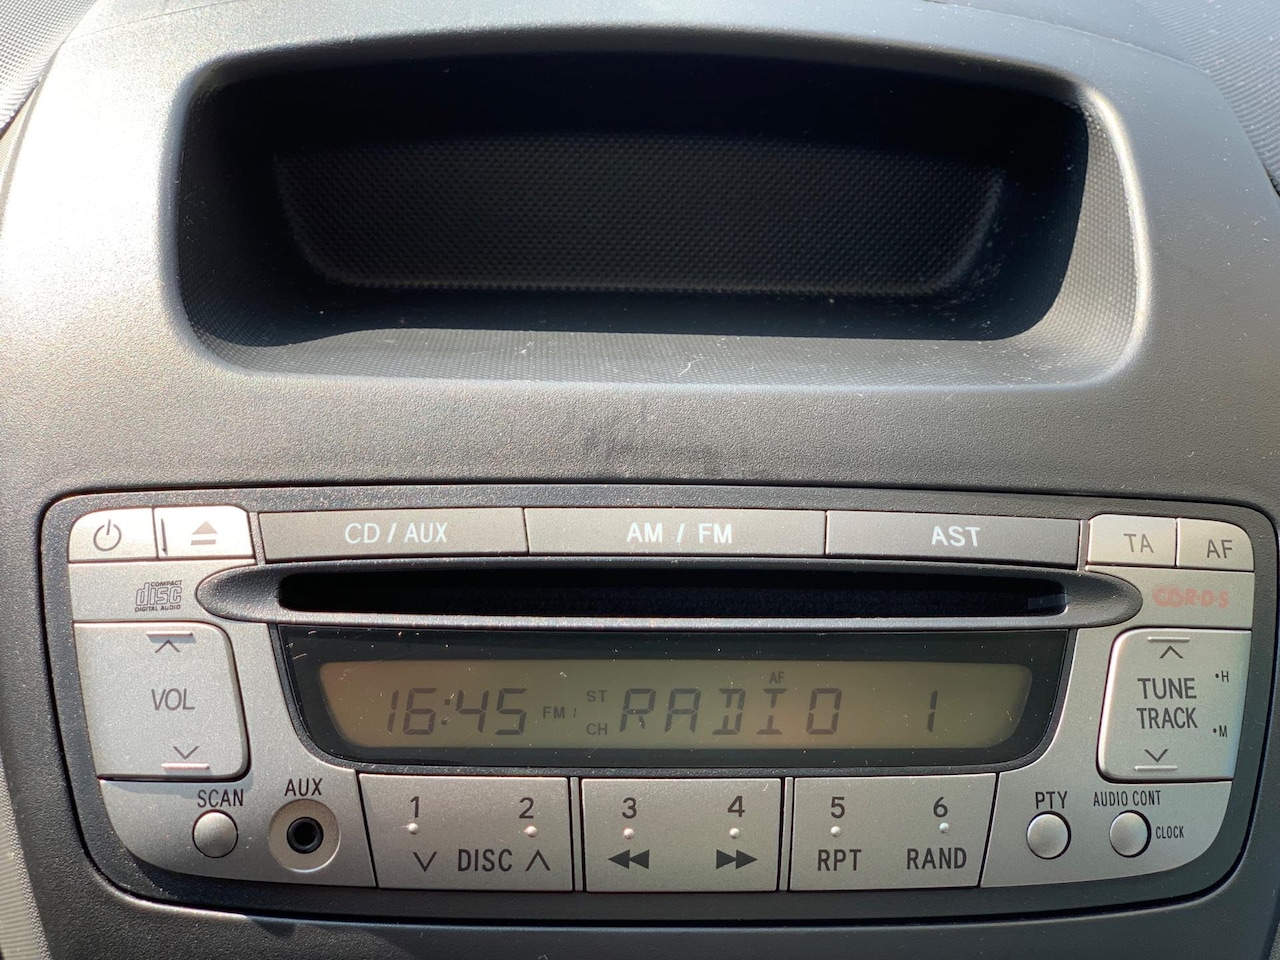 CD / AUX AM / FM AST TA AF
COMPACT
disc
DIGITAL AUDIO
R·D·S
VOL
TUNE
TRACK
•H
•M
16:45 FM 1 ST CH AF RADIO 1
SCAN AUX
1 2 3 4 5 6
DISC RPT RAND
PTY AUDIO CONT
CLOCK